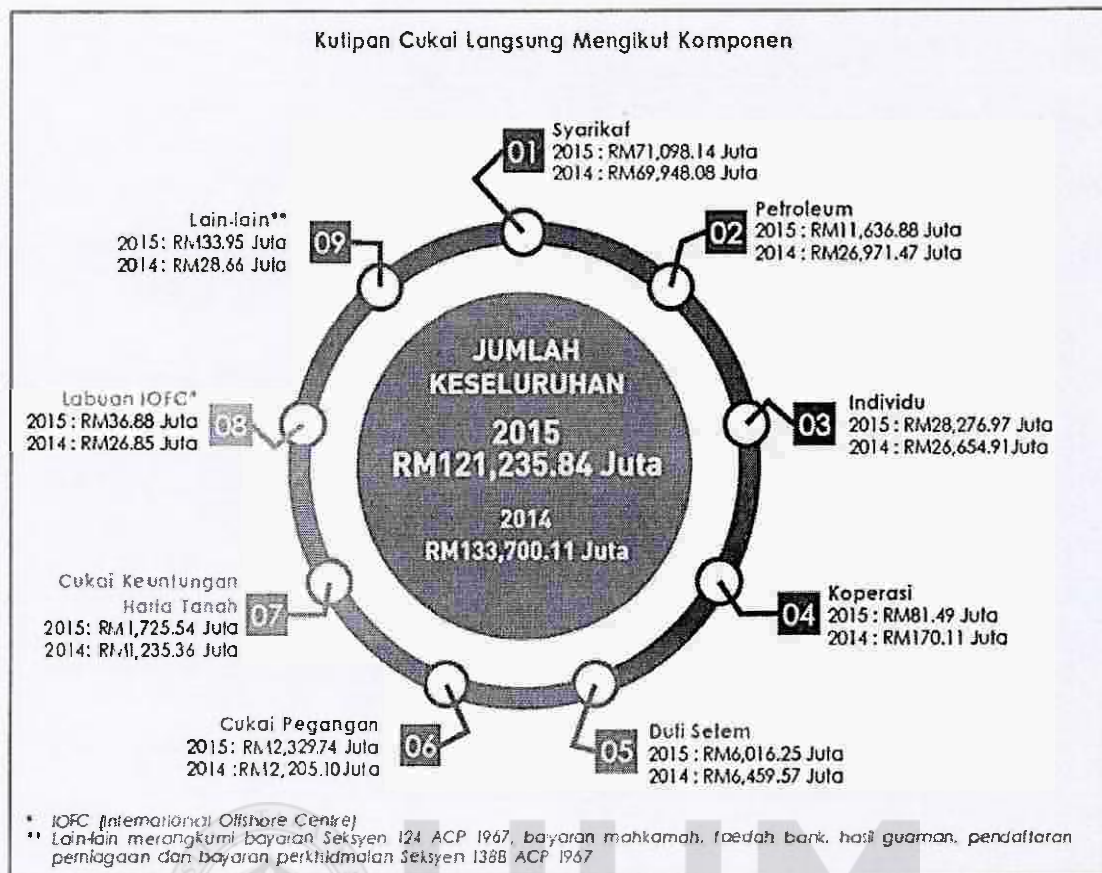 Kutipan Cukai Langsung Mengikut Komponen
01
Syarikat
2015 : RM71,098.14 Juta
2014 : RM69,948.08 Juta
02
Petroleum
2015 : RM11,636.88 Juta
2014 : RM26,971.47 Juta
03
Individu
2015 : RM28,276.97 Juta
2014 : RM26,654.91 Juta
04
Koperasi
2015 : RM81.49 Juta
2014 : RM170.11 Juta
05
Duti Setem
2015 : RM6,016.25 Juta
2014 : RM6,459.57 Juta
06
Cukai Pegangan
2015 : RM2,329.74 Juta
2014 : RM2,205.10 Juta
07
Cukai Keuntungan
Harta Tanah
2015: RM1,725.54 Juta
2014: RM1,235.36 Juta
08
Labuan IOFC*
2015: RM36.88 Juta
2014: RM26.85 Juta
09
Lain-lain**
2015: RM33.95 Juta
2014: RM28.66 Juta
JUMLAH
KESELURUHAN
2015
RM121,235.84 Juta
2014
RM133,700.11 Juta
* IOFC (International Offshore Centre)
** Lain-lain merangkumi bayaran Seksyen 124 ACP 1967, bayaran mahkamah, faedah bank, hasil guaman, pendaftaran
perniagaan dan bayaran perkhidmatan Seksyen 138B ACP 1967